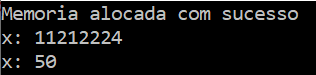 Memoria alocada com sucesso
x: 11212224
x: 50